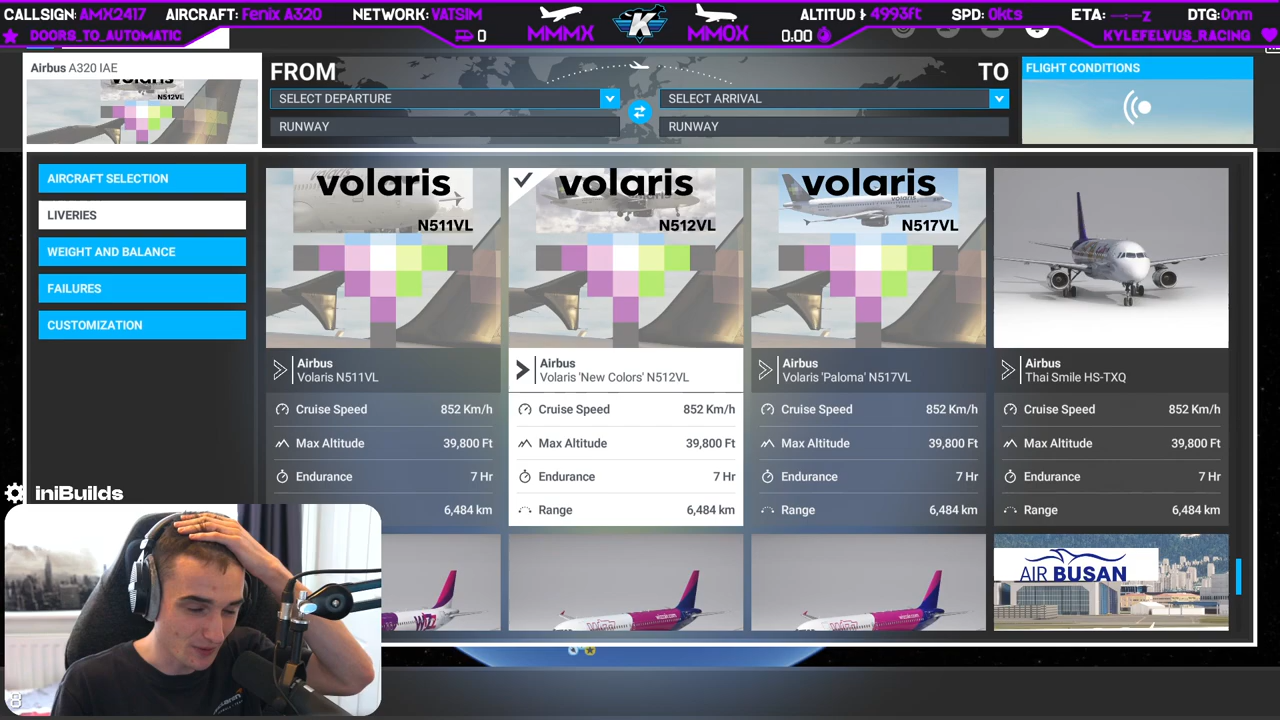 CALLSIGN: AMX2417 AIRCRAFT: Fenix A320 NETWORK: VATSIM ALTITUD 4993ft SPD: 0kts ETA: --:--z DTG: 0nm
DOORS_TO_AUTOMATIC 0 MMMX K MMOX 0.00 KYLEFELVUS_RACING
Airbus A320 IAE
volaris
N512VL
FROM
TO
SELECT DEPARTURE
SELECT ARRIVAL
RUNWAY
RUNWAY
FLIGHT CONDITIONS
AIRCRAFT SELECTION
LIVERIES
WEIGHT AND BALANCE
FAILURES
CUSTOMIZATION
volaris
N511VL
Airbus
Volaris N511VL
Cruise Speed 852 Km/h
Max Altitude 39,800 Ft
Endurance 7 Hr
6,484 km
volaris
N512VL
Airbus
Volaris 'New Colors' N512VL
Cruise Speed 852 Km/h
Max Altitude 39,800 Ft
Endurance 7 Hr
Range 6,484 km
volaris
volaris
N517VL
Airbus
Volaris 'Paloma' N517VL
Cruise Speed 852 Km/h
Max Altitude 39,800 Ft
Endurance 7 Hr
Range 6,484 km
Airbus
Thai Smile HS-TXQ
Cruise Speed 852 Km/h
Max Altitude 39,800 Ft
Endurance 7 Hr
Range 6,484 km
AIR BUSAN
iniBuilds